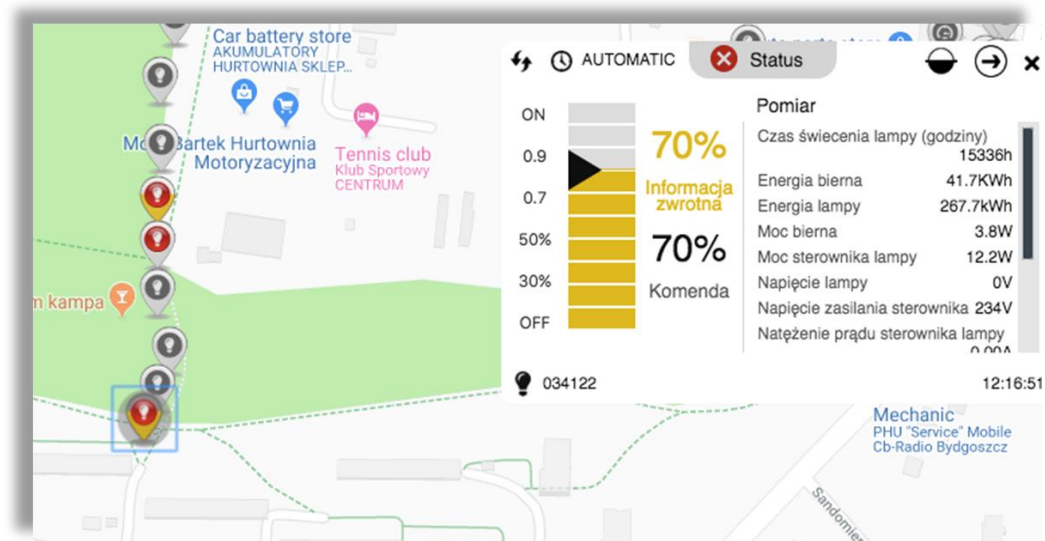 Car battery store
AKUMULATORY
HURTOWNIA SKLEP...
Bartek Hurtownia
Motoryzacyjna
Tennis club
Klub Sportowy
CENTRUM
kampa
AUTOMATIC
Status
ON
0.9
0.7
50%
30%
OFF
70%
Informacja
zwrotna
70%
Komenda
Pomiar
Czas świecenia lampy (godziny)
15336h
Energia bierna 41.7KWh
Energia lampy 267.7kWh
Moc bierna 3.8W
Moc sterownika lampy 12.2W
Napięcie lampy 0V
Napięcie zasilania sterownika 234V
Natężenie prądu sterownika lampy
0.00A
034122
12:16:51
Mechanic
PHU "Service" Mobile
Cb-Radio Bydgoszcz
Sandomier